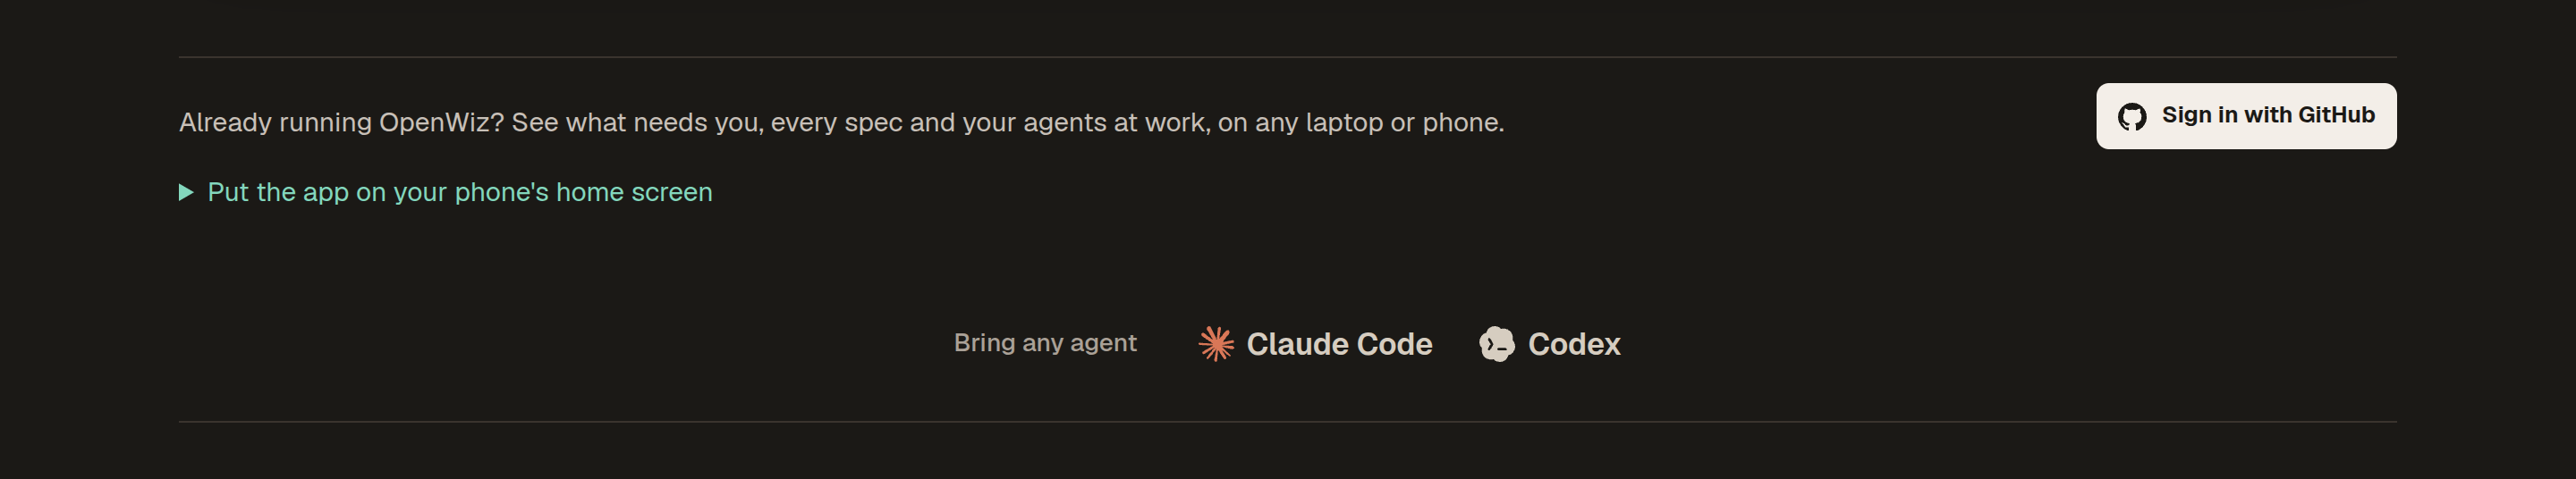 Already running OpenWiz? See what needs you, every spec and your agents at work, on any laptop or phone.
Sign in with GitHub
Put the app on your phone's home screen
Bring any agent
Claude Code
Codex